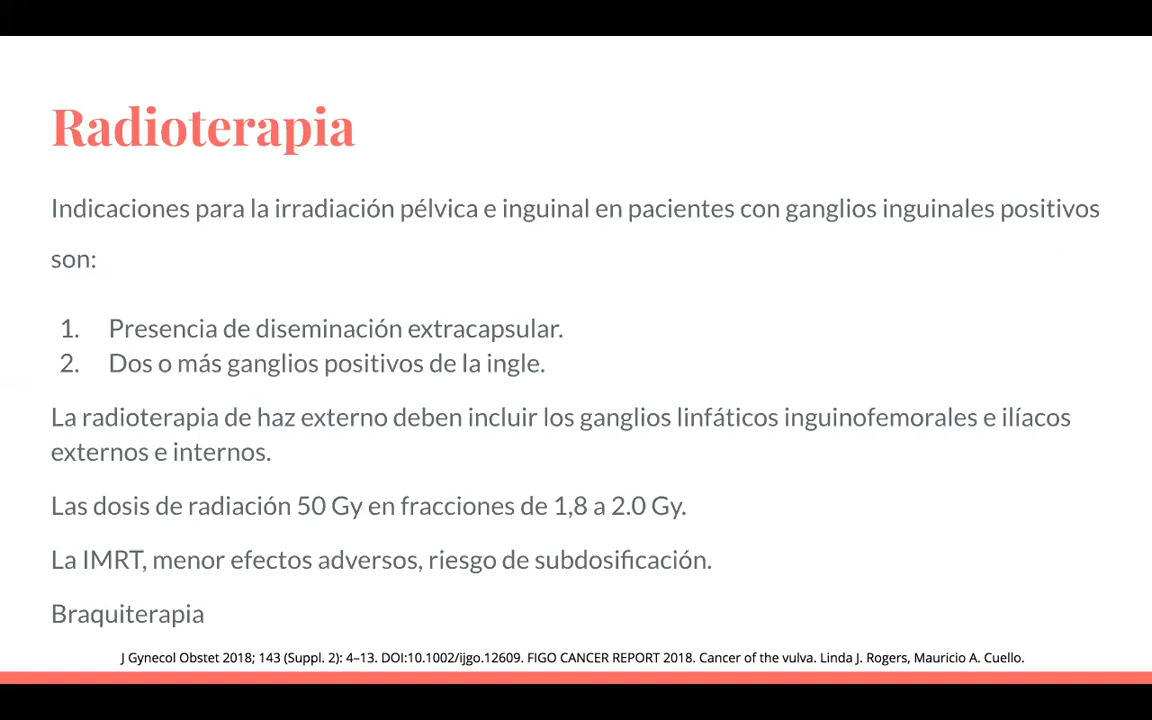 Radioterapia
Indicaciones para la irradiación pélvica e inguinal en pacientes con ganglios inguinales positivos
son:
1. Presencia de diseminación extracapsular.
2. Dos o más ganglios positivos de la ingle.
La radioterapia de haz externo deben incluir los ganglios linfáticos inguinofemorales e ilíacos
externos e internos.
Las dosis de radiación 50 Gy en fracciones de 1,8 a 2.0 Gy.
La IMRT, menor efectos adversos, riesgo de subdosificación.
Braquiterapia
J Gynecol Obstet 2018; 143 (Suppl. 2): 4–13. DOI:10.1002/ijgo.12609. FIGO CANCER REPORT 2018. Cancer of the vulva. Linda J. Rogers, Mauricio A. Cuello.